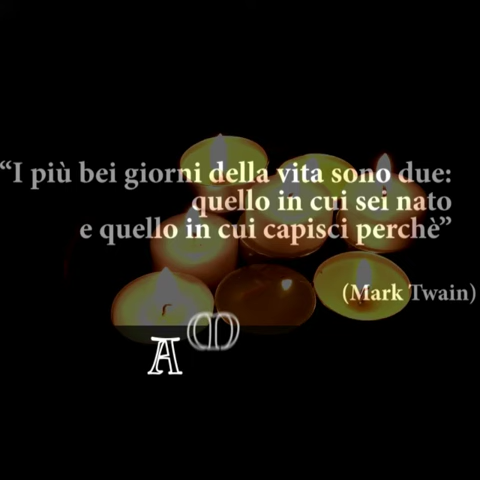 “I più bei giorni della vita sono due:
quello in cui sei nato
e quello in cui capisci perchè”
(Mark Twain)
A